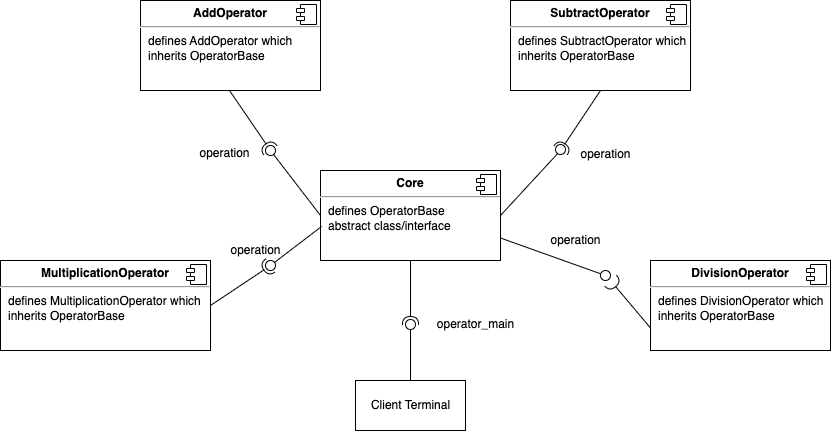 AddOperator
defines AddOperator which
inherits OperatorBase
SubtractOperator
defines SubtractOperator which
inherits OperatorBase
operation
operation
Core
defines OperatorBase
abstract class/interface
operation
operation
MultiplicationOperator
defines MultiplicationOperator which
inherits OperatorBase
DivisionOperator
defines DivisionOperator which
inherits OperatorBase
operator_main
Client Terminal